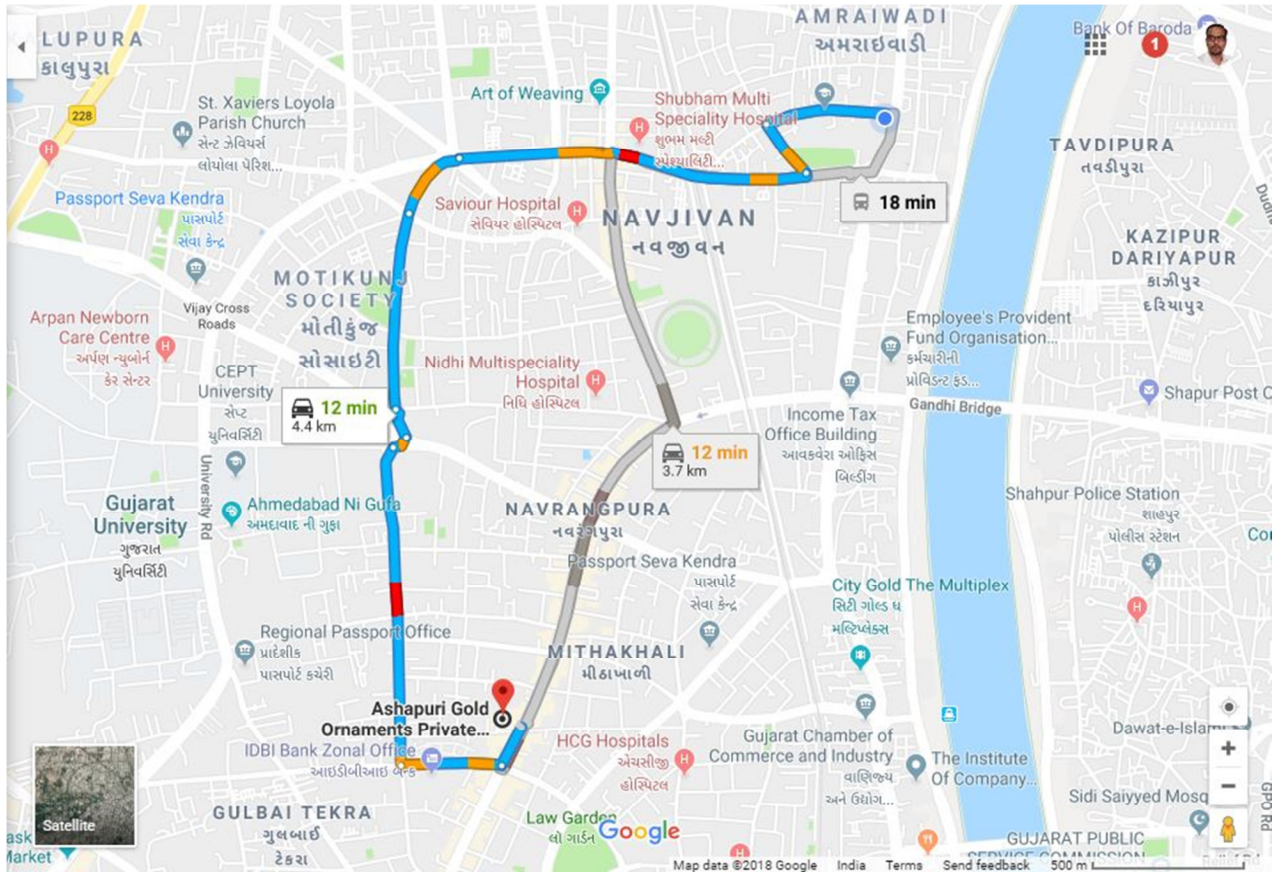 LUPURA
કાલુપુરા
AMRAIWADI
અમરાઇવાડી
Bank Of Baroda
1
228
St. Xaviers Loyola
Parish Church
સેન્ટ ઝેવિયર્સ
લોયોલા પૅરિશ...
Art of Weaving
Shubham Multi
Speciality Hospital
શુભમ મલ્ટી
સ્પેશ્યાલિટી...
TAVDIPURA
તવડીપુરા
Passport Seva Kendra
પાસપોર્ટ
સેવા કેન્દ્ર
18 min
Saviour Hospital
સેવિયર હોસ્પિટલ
NAVJIVAN
નવજીવન
KAZIPUR
DARIYAPUR
કાઝીપુર
દરિયાપુર
MOTIKUNJ
SOCIETY
મોતીકુંજ
સોસાઇટી
Vijay Cross
Roads
Arpan Newborn
Care Centre
અર્પણ ન્યુબોર્ન
કેર સેન્ટર
Employee's Provident
Fund Organisation...
કર્મચારીની
પ્રોવિડન્ટ ફંડ...
CEPT
University
સેપ્ટ
યુનિવર્સિટી
Nidhi Multispeciality
Hospital
નિધિ હોસ્પિટલ
Shapur Post O
12 min
4.4 km
Gandhi Bridge
Income Tax
Office Building
આવકવેરા ઓફિસ
બિલ્ડીંગ
12 min
3.7 km
University Rd
Gujarat
University
ગુજરાત
યુનિવર્સિટી
Ahmedabad Ni Gufa
અમદાવાદ ની ગુફા
NAVRANGPURA
નવરંગપુરા
Shahpur Police Station
શાહપુર
પોલીસ સ્ટેશન
Passport Seva Kendra
પાસપોર્ટ
સેવા કેન્દ્ર
City Gold The Multiplex
સિટી ગોલ્ડ ધ
મલ્ટિપ્લેક્સ
Regional Passport Office
પ્રાદેશીક
પાસપોર્ટ કચેરી
MITHAKHALI
મીઠાખાળી
Ashapuri Gold
Ornaments Private...
IDBI Bank Zonal Office
આઇડીબીઆઇ બેન્ક
HCG Hospitals
એચસીજી
હોસ્પિટલ
Gujarat Chamber of
Commerce and Industry
વાણિજ્ય
અને ઉદ્યોગ...
Dawat-e-Islami
The Institute
Of Company...
Sidi Saiyyed Mosq
GPO Rd
Satellite
GULBAI TEKRA
ગુલબાઈ
ટેકરા
Law Garden
લો ગાર્ડન
Google
GUJARAT PUBLIC
SERVICE COMMISSION
Market
Map data ©2018 Google India Terms Send feedback 500 m